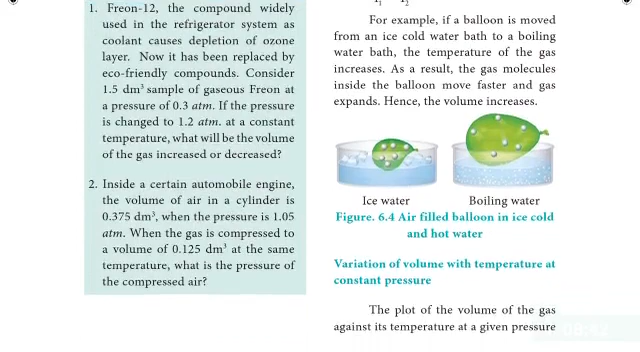 1. Freon-12, the compound widely
used in the refrigerator system as
coolant causes depletion of ozone
layer. Now it has been replaced by
eco-friendly compounds. Consider
1.5 dm³ sample of gaseous Freon at
a pressure of 0.3 atm. If the pressure
is changed to 1.2 atm. at a constant
temperature, what will be the volume
of the gas increased or decreased?
2. Inside a certain automobile engine,
the volume of air in a cylinder is
0.375 dm³, when the pressure is 1.05
atm. When the gas is compressed to
a volume of 0.125 dm³ at the same
temperature, what is the pressure of
the compressed air?
For example, if a balloon is moved
from an ice cold water bath to a boiling
water bath, the temperature of the gas
increases. As a result, the gas molecules
inside the balloon move faster and gas
expands. Hence, the volume increases.
Ice water Boiling water
Figure. 6.4 Air filled balloon in ice cold
and hot water
Variation of volume with temperature at
constant pressure
The plot of the volume of the gas
against its temperature at a given pressure